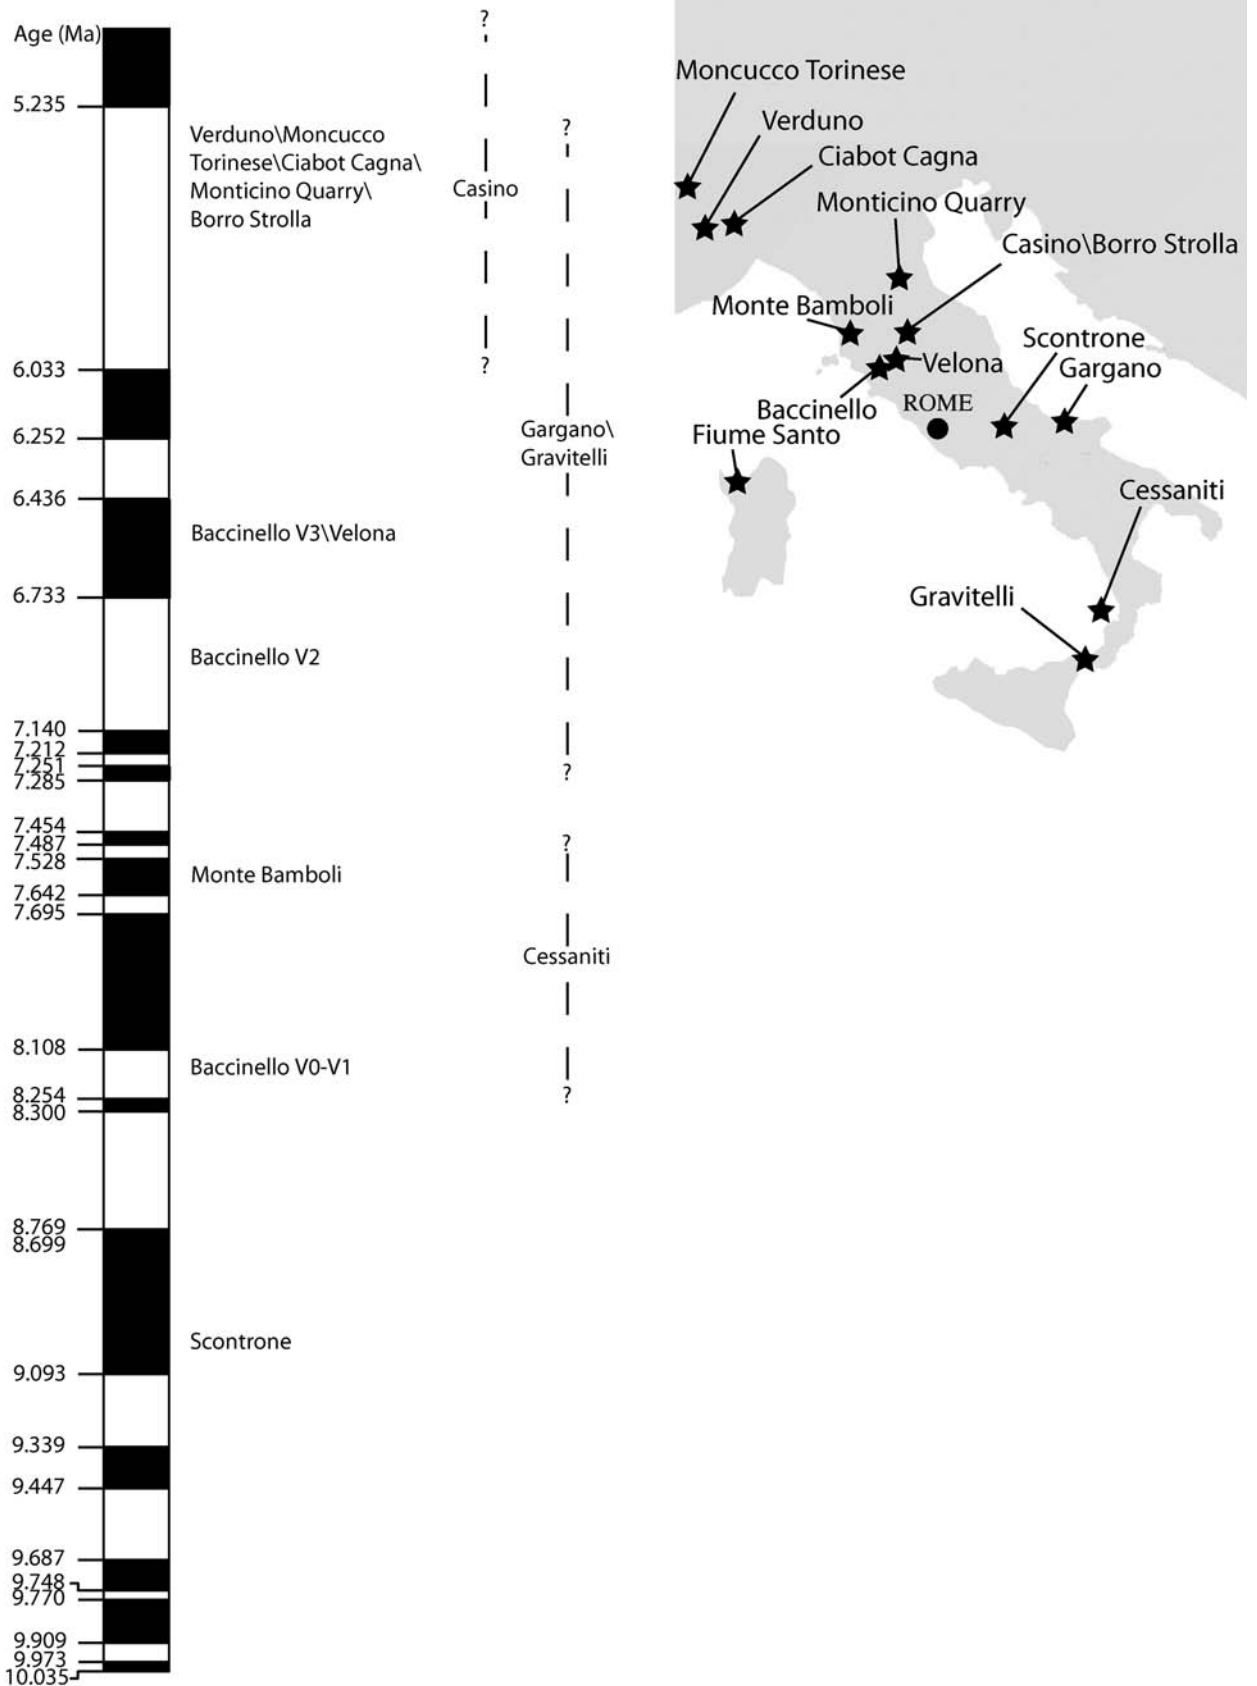 Age (Ma)
5.235
6.033
6.252
6.436
6.733
7.140
7.212
7.251
7.285
7.454
7.487
7.528
7.642
7.695
8.108
8.254
8.300
8.769
8.699
9.093
9.339
9.447
9.687
9.748
9.770
9.909
9.973
10.035
Verduno\Moncucco
Torinese\Ciabot Cagna\
Monticino Quarry\
Borro Strolla
Baccinello V3\Velona
Baccinello V2
Monte Bamboli
Baccinello V0-V1
Scontrone
?
Casino
?
?
Gargano\
Gravitelli
?
?
Cessaniti
?
Moncucco Torinese
Verduno
Ciabot Cagna
Monticino Quarry
Casino\Borro Strolla
Monte Bamboli
Scontrone
Velona
Gargano
Baccinello
ROME
Fiume Santo
Cessaniti
Gravitelli